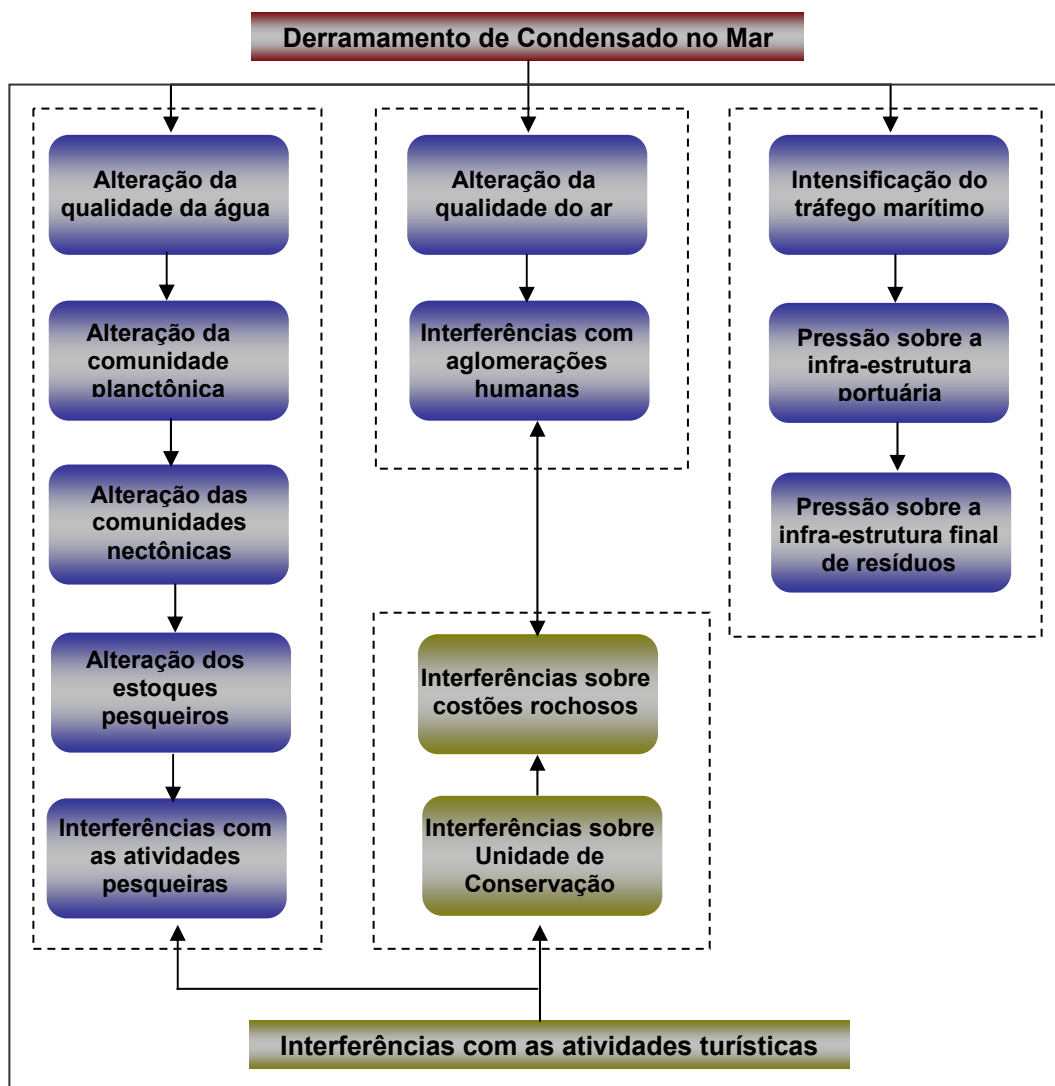 Derramamento de Condensado no Mar
Alteração da
qualidade da água
Alteração da
comunidade
planctônica
Alteração das
comunidades
nectônicas
Alteração dos
estoques
pesqueiros
Interferências com
as atividades
pesqueiras
Alteração da
qualidade do ar
Interferências com
aglomerações
humanas
Interferências sobre
costões rochosos
Interferências sobre
Unidade de
Conservação
Intensificação do
tráfego marítimo
Pressão sobre a
infra-estrutura
portuária
Pressão sobre a
infra-estrutura final
de resíduos
Interferências com as atividades turísticas